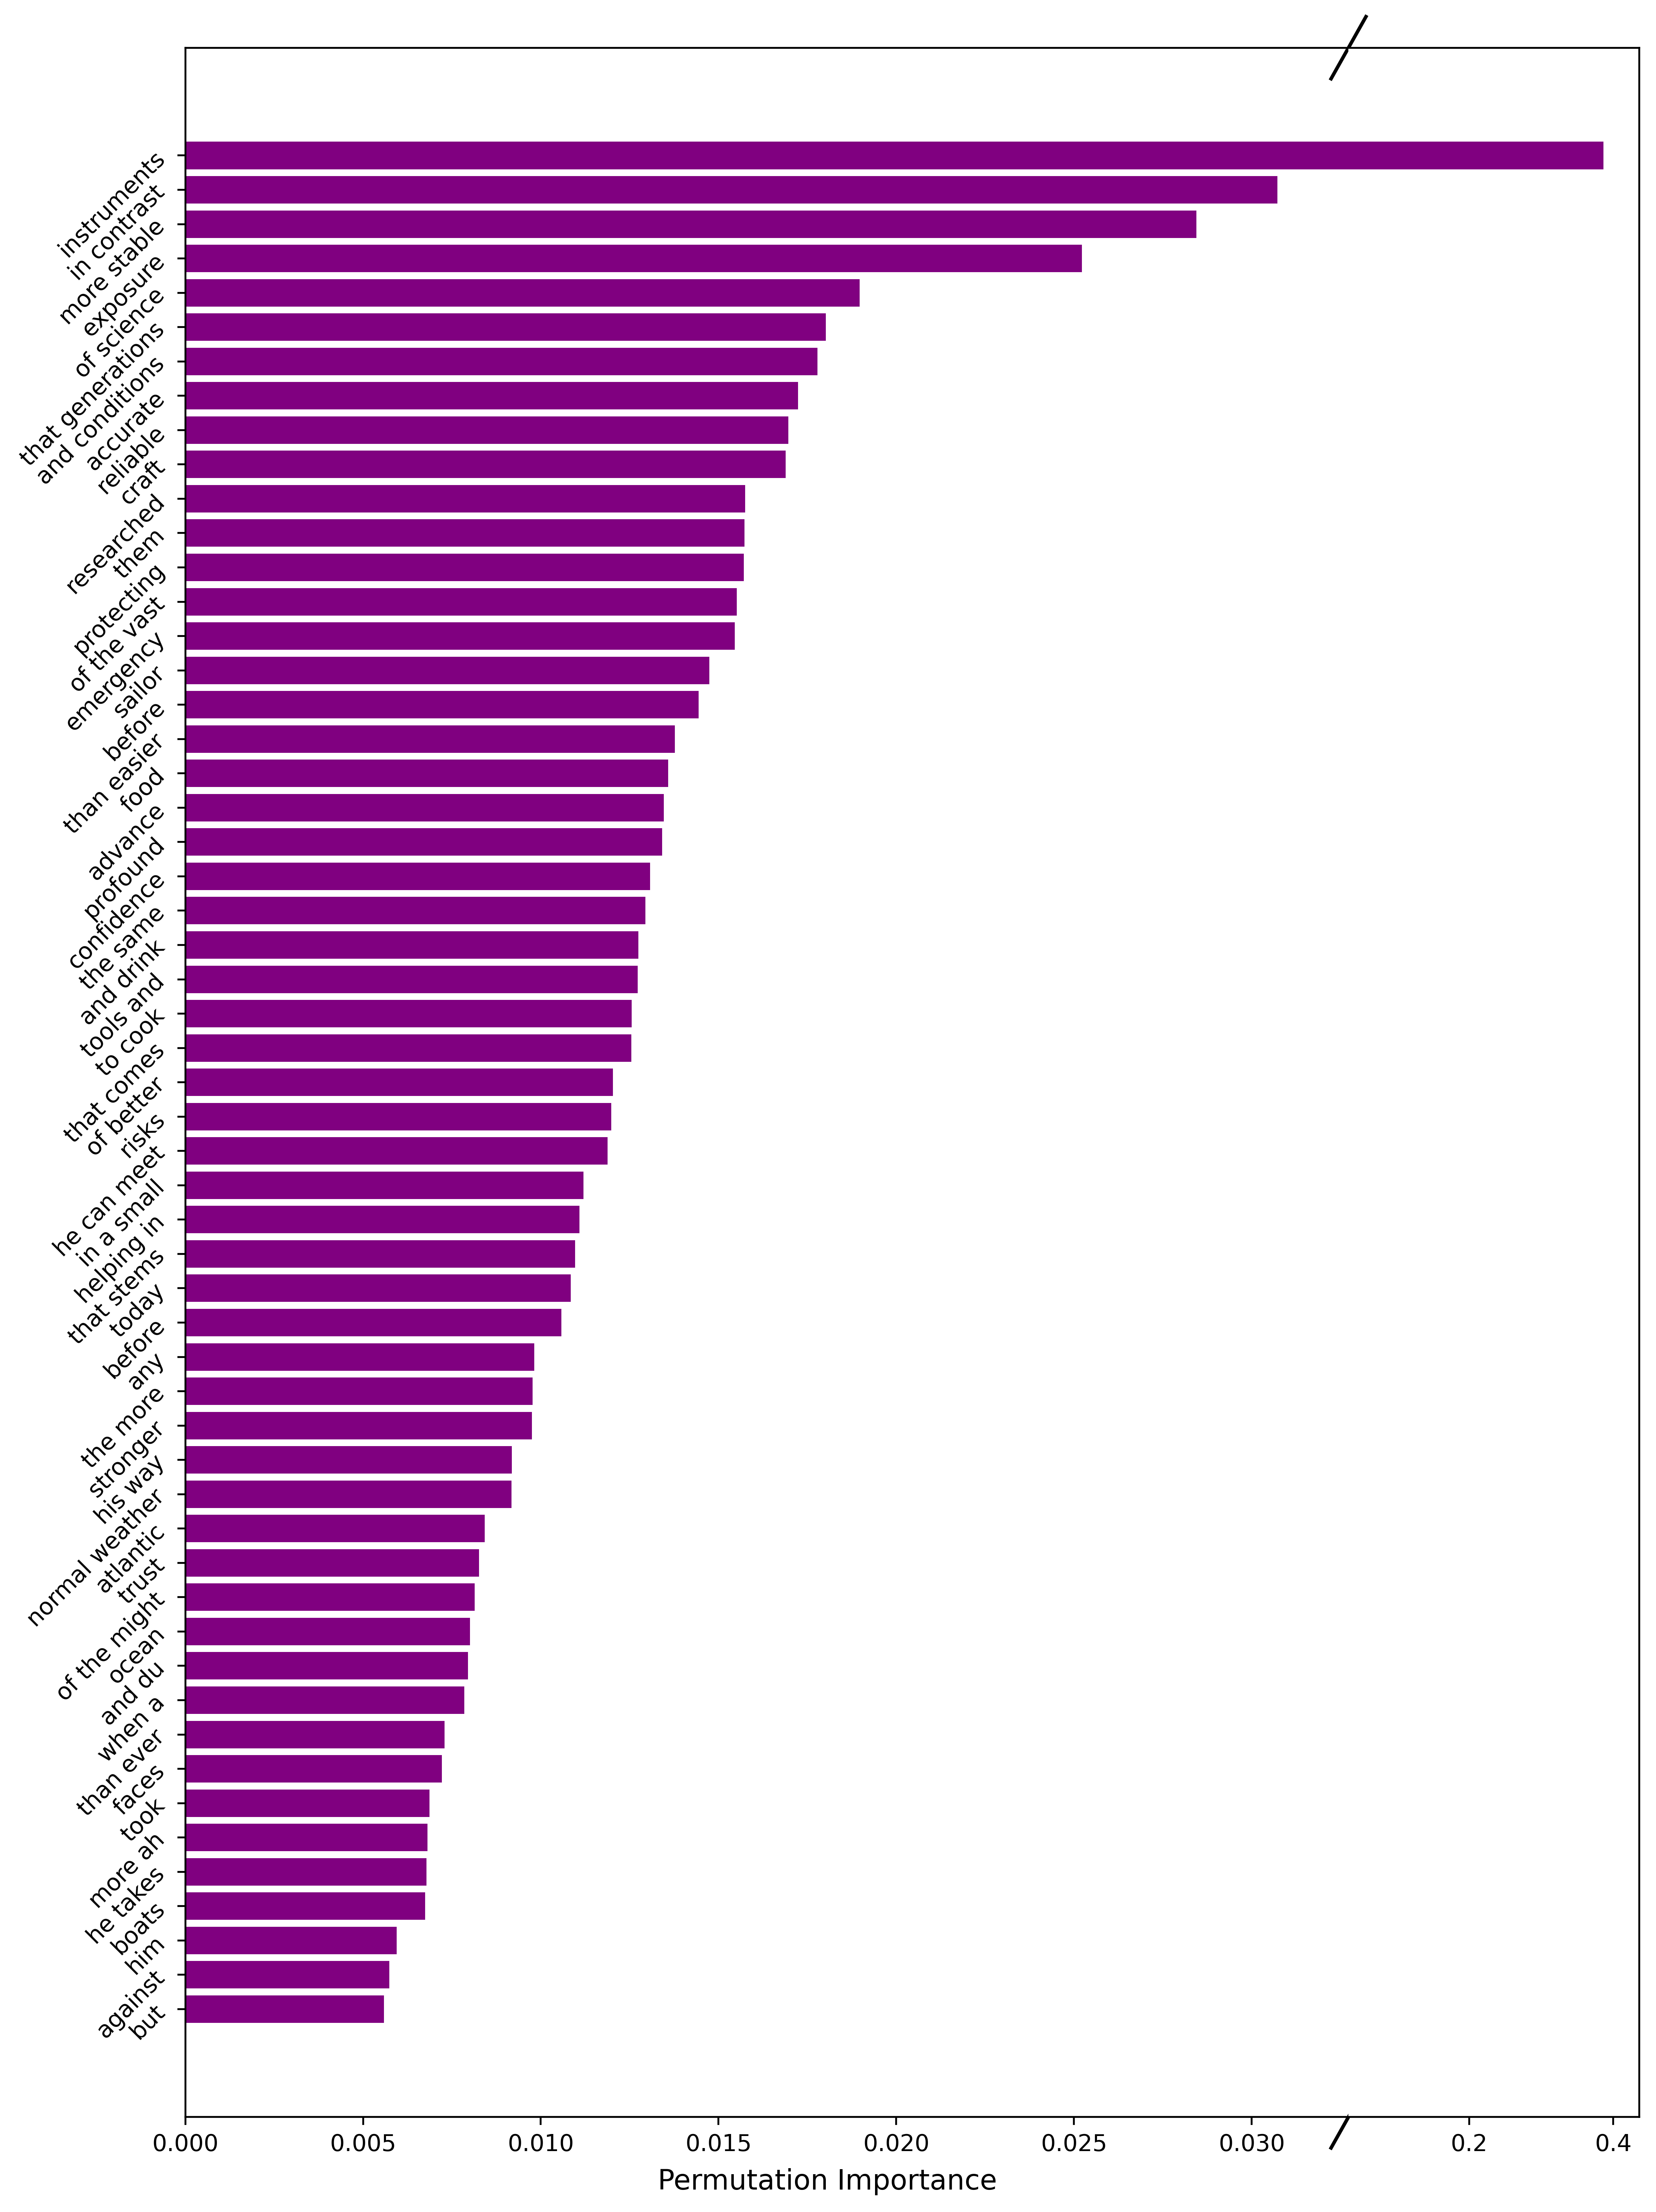 instruments
in contrast
more stable
exposure
of science
that generations
and conditions
accurate
reliable
craft
researched
them
protecting
of the vast
emergency
sailor
before
than easier
food
advance
profound
confidence
the same
and drink
tools and
to cook
that comes
of better
risks
he can meet
in a small
helping in
that stems
today
before
any
the more
stronger
his way
normal weather
atlantic
trust
of the might
ocean
and du
when a
than ever
faces
took
more ah
he takes
boats
him
against
but
0.000 0.005 0.010 0.015 0.020 0.025 0.030 0.2 0.4
Permutation Importance